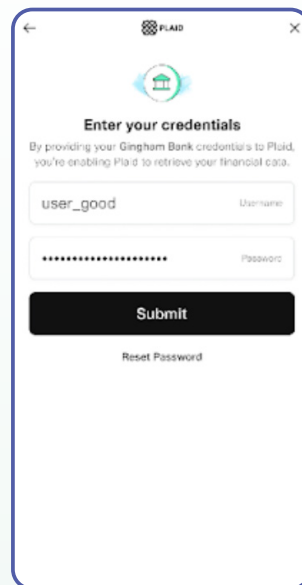 PLAID
Enter your credentials
By providing your Gingham Bank credentials to Plaid,
you're enabling Plaid to retrieve your financial data.
user_good Username
•••••••••••••••••••••• Password
Submit
Reset Password